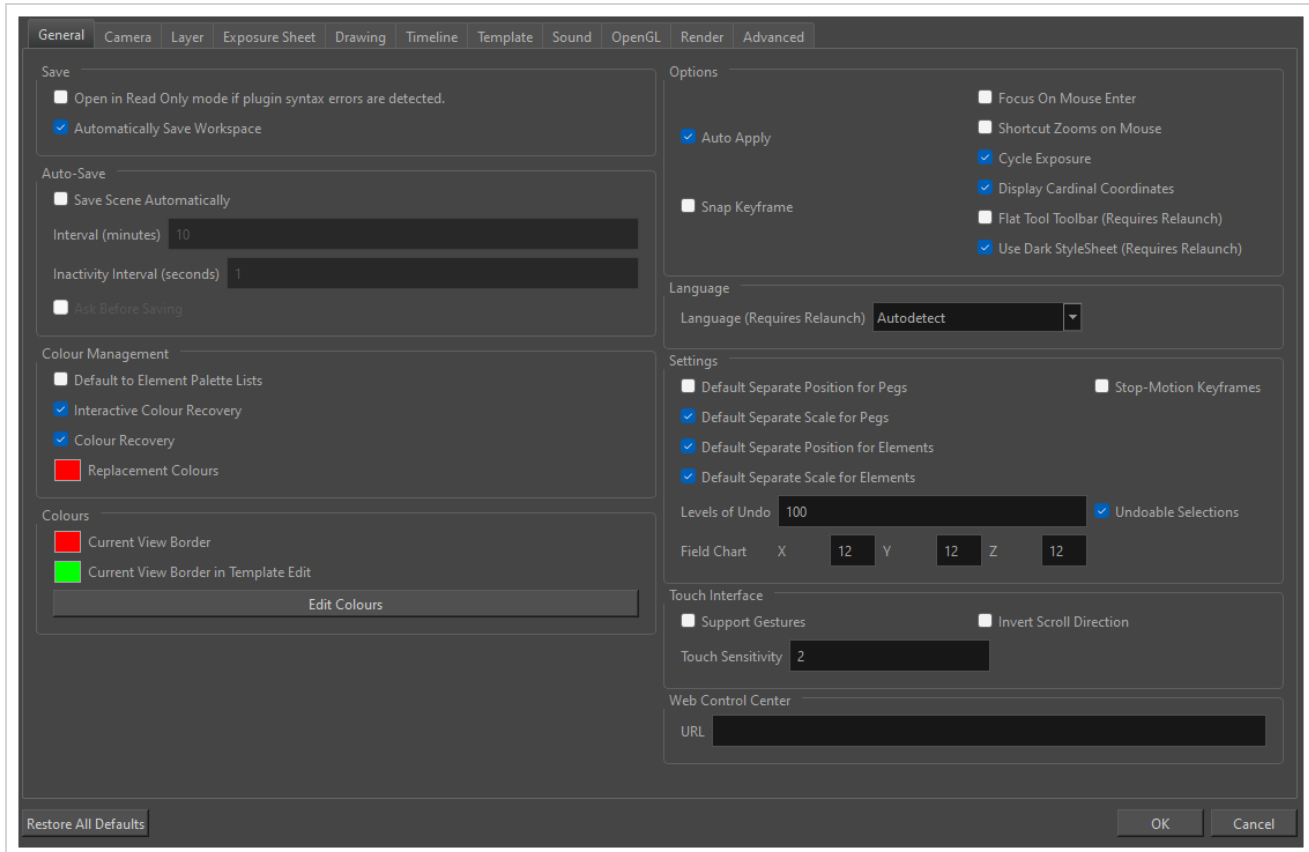 General Camera Layer Exposure Sheet Drawing Timeline Template Sound OpenGL Render Advanced
Save
Open in Read Only mode if plugin syntax errors are detected.
Automatically Save Workspace
Auto-Save
Save Scene Automatically
Interval (minutes) 10
Inactivity Interval (seconds) 1
Ask Before Saving
Colour Management
Default to Element Palette Lists
Interactive Colour Recovery
Colour Recovery
Replacement Colours
Colours
Current View Border
Current View Border in Template Edit
Edit Colours
Options
Auto Apply
Snap Keyframe
Focus On Mouse Enter
Shortcut Zooms on Mouse
Cycle Exposure
Display Cardinal Coordinates
Flat Tool Toolbar (Requires Relaunch)
Use Dark StyleSheet (Requires Relaunch)
Language
Language (Requires Relaunch) Autodetect
Settings
Default Separate Position for Pegs Stop-Motion Keyframes
Default Separate Scale for Pegs
Default Separate Position for Elements
Default Separate Scale for Elements
Levels of Undo 100 Undoable Selections
Field Chart X 12 Y 12 Z 12
Touch Interface
Support Gestures Invert Scroll Direction
Touch Sensitivity 2
Web Control Center
URL
Restore All Defaults OK Cancel